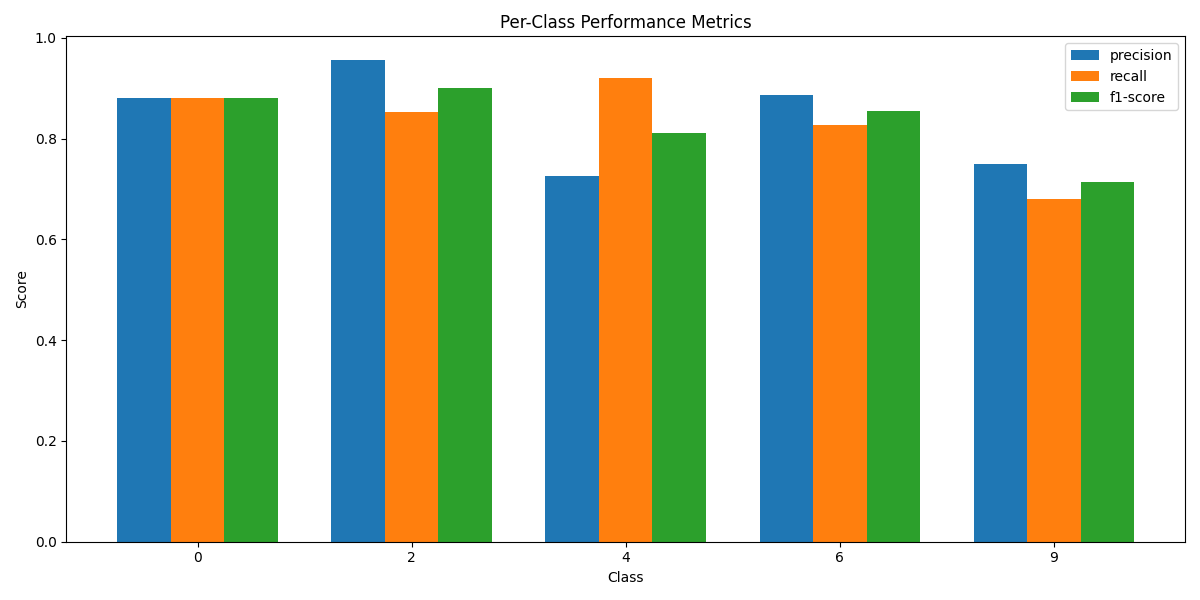 Per-Class Performance Metrics
1.0
0.8
0.6
0.4
0.2
0.0
Score
precision
recall
f1-score
0 2 4 6 9
Class